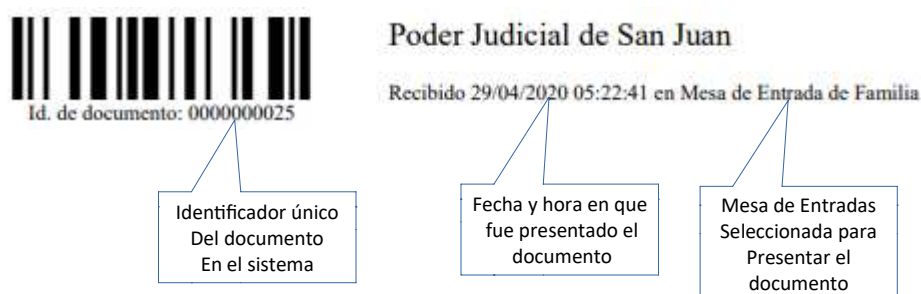 Poder Judicial de San Juan
Recibido 29/04/2020 05:22:41 en Mesa de Entrada de Familia
Id. de documento: 0000000025
Identificador único
Del documento
En el sistema
Fecha y hora en que
fue presentado el
documento
Mesa de Entradas
Seleccionada para
Presentar el
documento